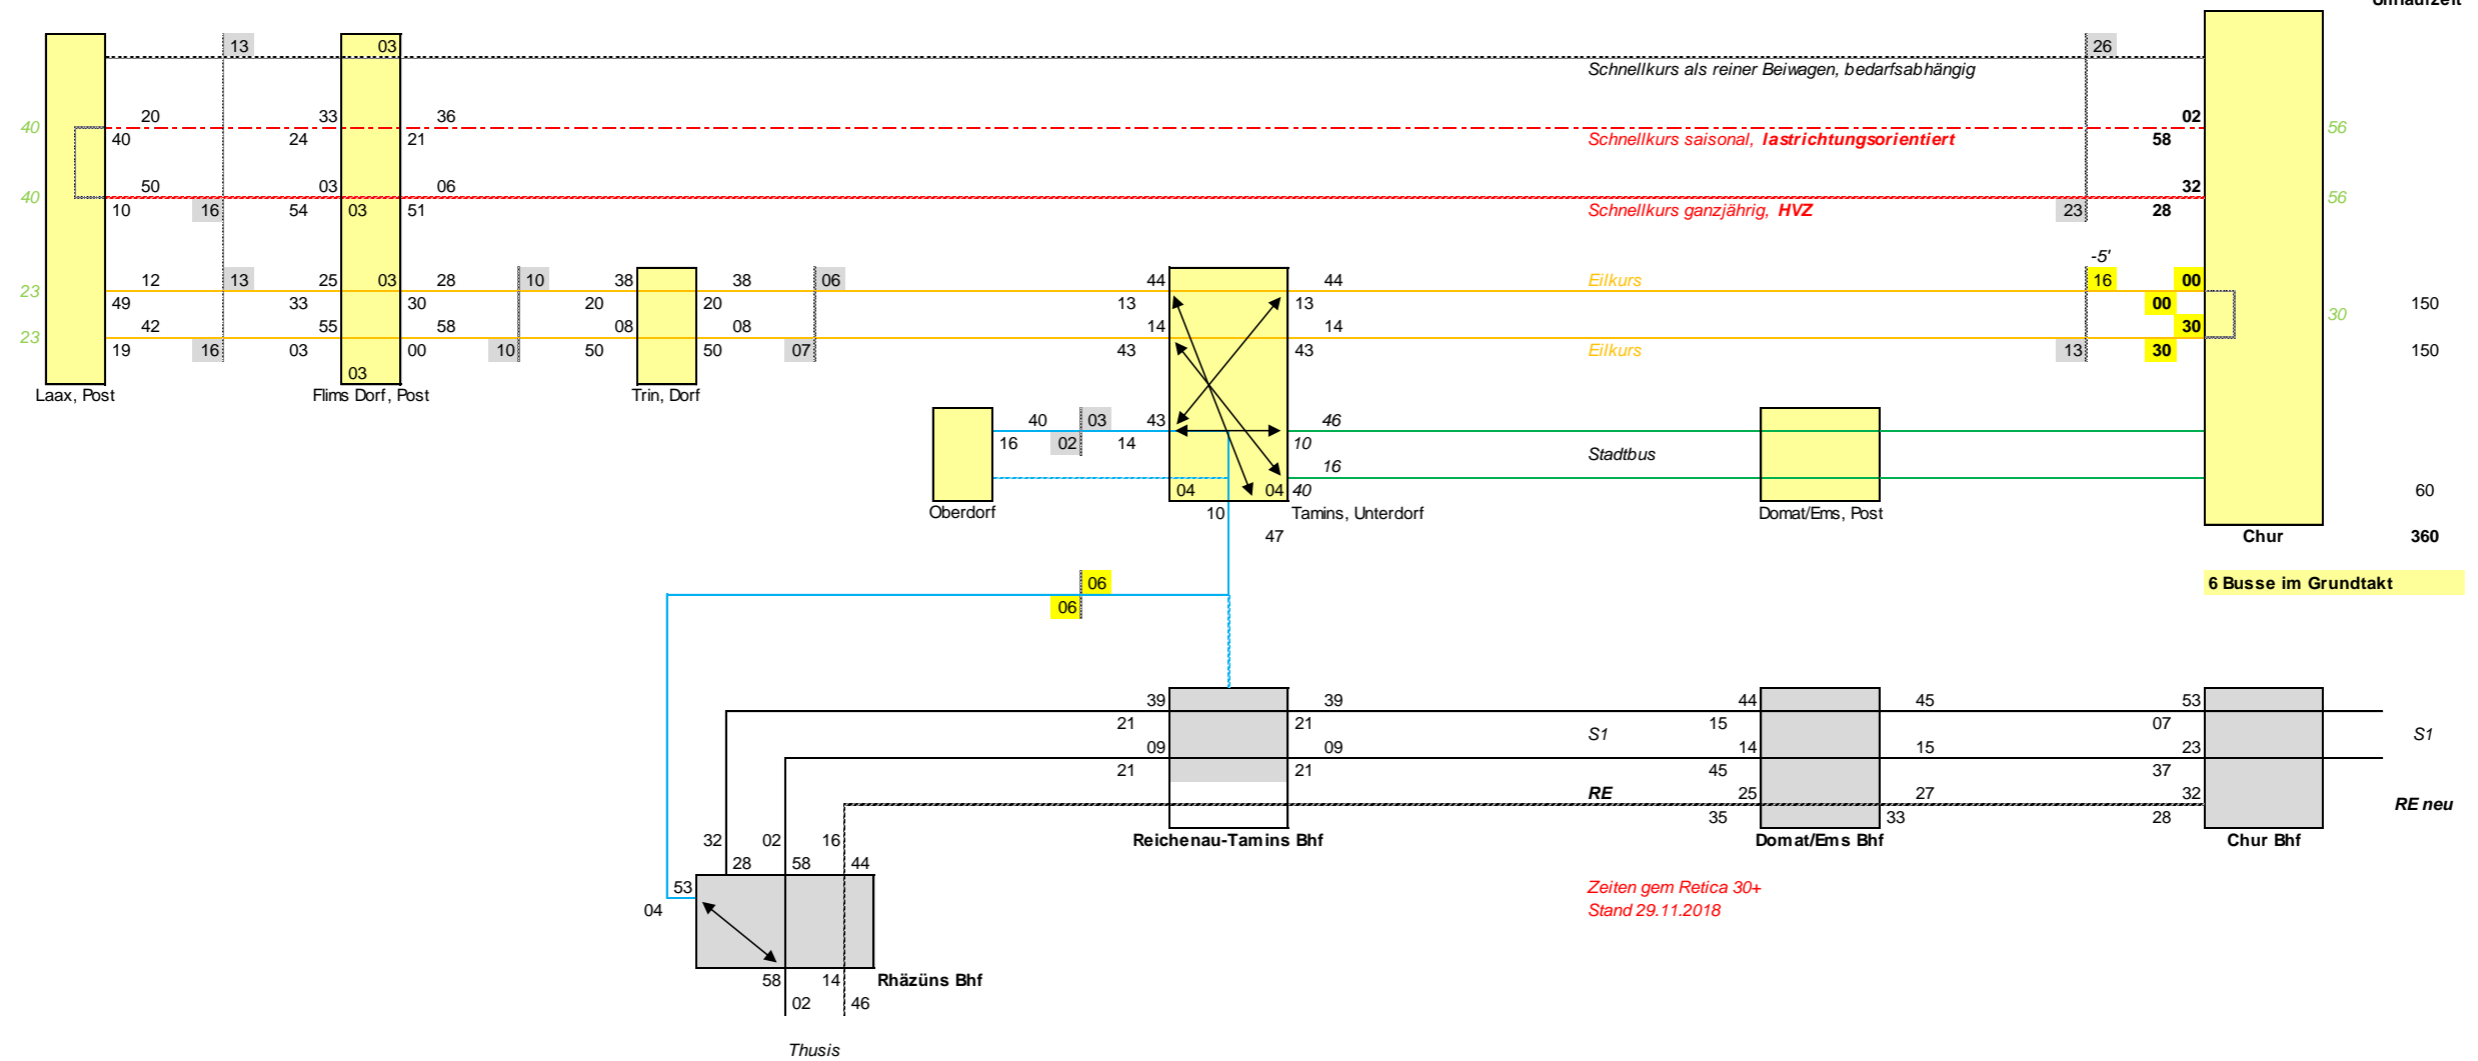 13 03 26
Schnellkurs als reiner Beiwagen, bedarfsabhängig
20 33 36 02
40 56
40 24 21 Schnellkurs saisonal, lastrichtungsorientiert 58
50 03 06 32
40 56
10 16 54 03 51 Schnellkurs ganzjährig, HVZ 23 28
-5'
12 13 25 03 28 10 38 38 06 44 44 Eilkurs 16 00
23
49 33 30 20 20 13 13 00 150
30
42 55 58 08 08 14 14 30
23
19 16 03 00 10 50 50 07 43 43 Eilkurs 13 30 150
03
Laax, Post Flims Dorf, Post Trin, Dorf
40 03 43 46
16 02 14 10
Stadtbus
16
04 04 40 60
Oberdorf 10 Tamins, Unterdorf Domat/Ems, Post
47 Chur 360
06 6 Busse im Grundtakt
06
39 39 44 45 53
21 21 15 07
S1 S1
09 09 14 15 23
21 21 45 37
RE 25 27 32
RE neu
35 33 28
32 02 16 Reichenau-Tamins Bhf Domat/Ems Bhf Chur Bhf
28 58 44
53 Zeiten gem Retica 30+
04 Stand 29.11.2018
58 14 Rhäzüns Bhf
02 46
Thusis